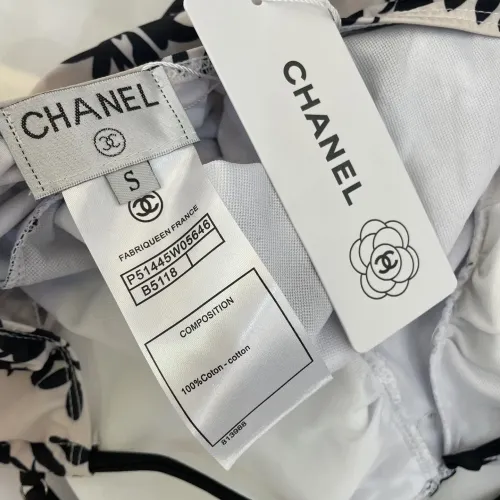 CHANEL
S
FABRIQUEEN FRANCE
P51445W05646
B5118
COMPOSITION
100%Coton - cotton
813988
CHANEL